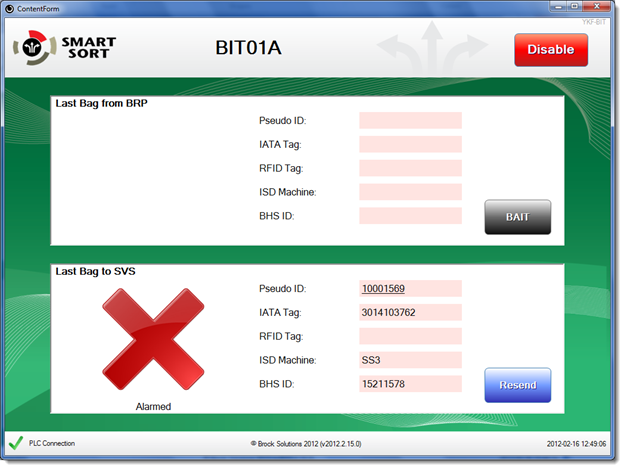 ContentForm
YKF-BIT
SMART
SORT
BIT01A
Disable
Last Bag from BRP
Pseudo ID:
IATA Tag:
RFID Tag:
ISD Machine:
BHS ID:
BAIT
Last Bag to SVS
Pseudo ID: 10001569
IATA Tag: 3014103762
RFID Tag:
ISD Machine: SS3
BHS ID: 15211578
Resend
Alarmed
PLC Connection
© Brock Solutions 2012 (v2012.2.15.0)
2012-02-16 12:49:06